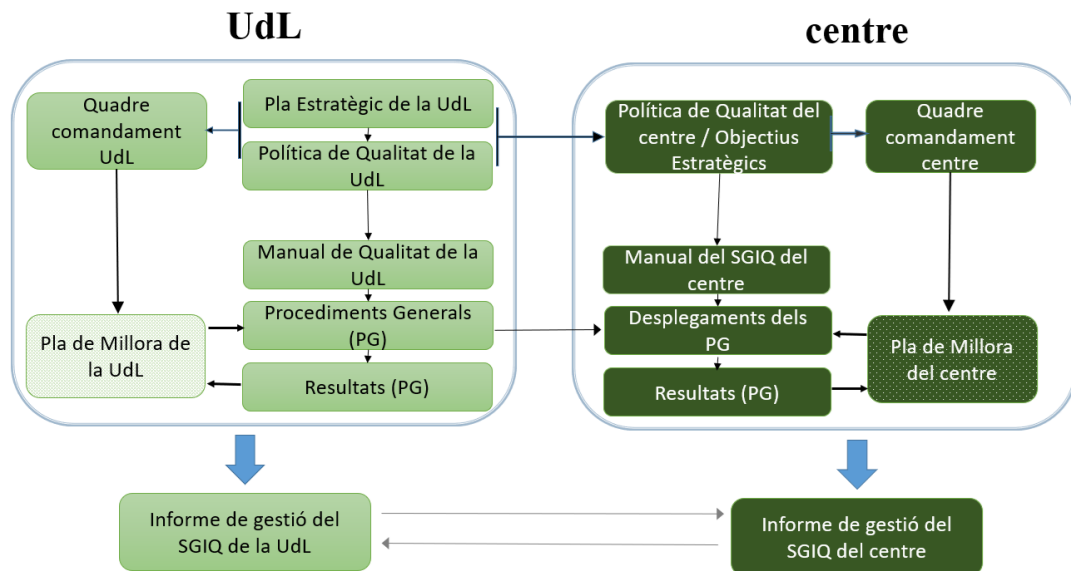 UdL
centre
Quadre
comandament
UdL
Pla Estratègic de la UdL
Política de Qualitat de la
UdL
Manual de Qualitat de la
UdL
Procediments Generals
(PG)
Resultats (PG)
Pla de Millora de
la UdL
Política de Qualitat del
centre / Objectius
Estratègics
Quadre
comandament
centre
Manual del SGIQ del
centre
Desplegaments dels
PG
Resultats (PG)
Pla de Millora
del centre
Informe de gestió del
SGIQ de la UdL
Informe de gestió del
SGIQ del centre